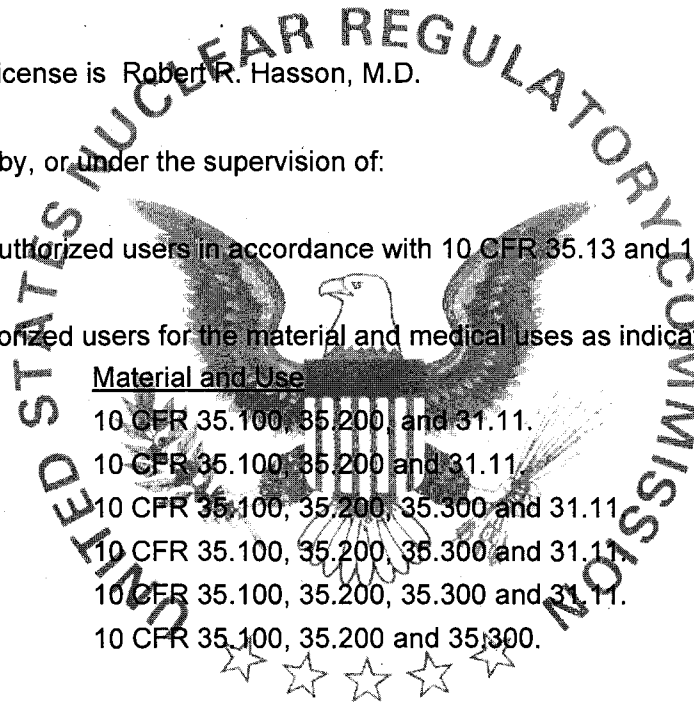 UNITED STATES NUCLEAR REGULATORY COMMISSION
icense is Robert R. Hasson, M.D.
by, or under the supervision of:
uthorized users in accordance with 10 CFR 35.13 and 1
orized users for the material and medical uses as indica
Material and Use
10 CFR 35.100, 35.200, and 31.11.
10 CFR 35.100, 35.200 and 31.11.
10 CFR 35.100, 35.200, 35.300 and 31.11.
10 CFR 35.100, 35.200, 35.300 and 31.11.
10 CFR 35.100, 35.200, 35.300 and 31.11.
10 CFR 35.100, 35.200 and 35.300.